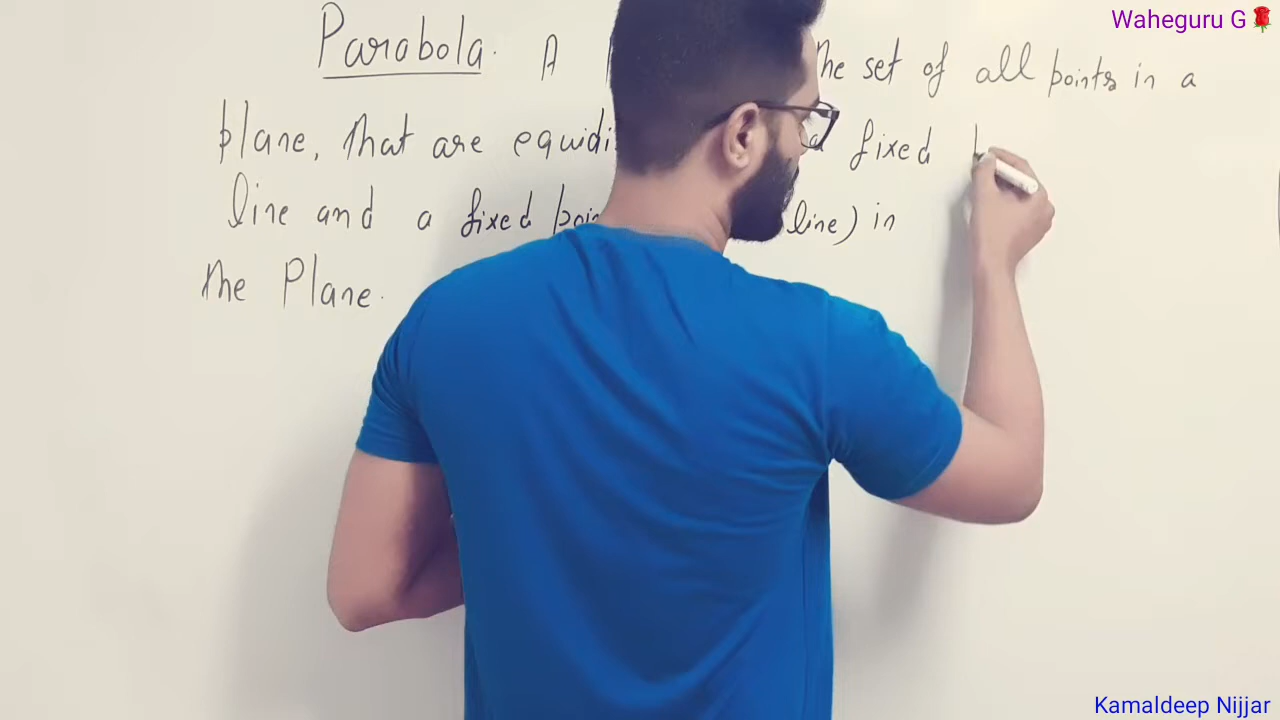 Waheguru G🌹
Parabola. A the set of all points in a
plane, that are equidi a fixed
line and a fixed poin line) in
the Plane.
Kamaldeep Nijjar